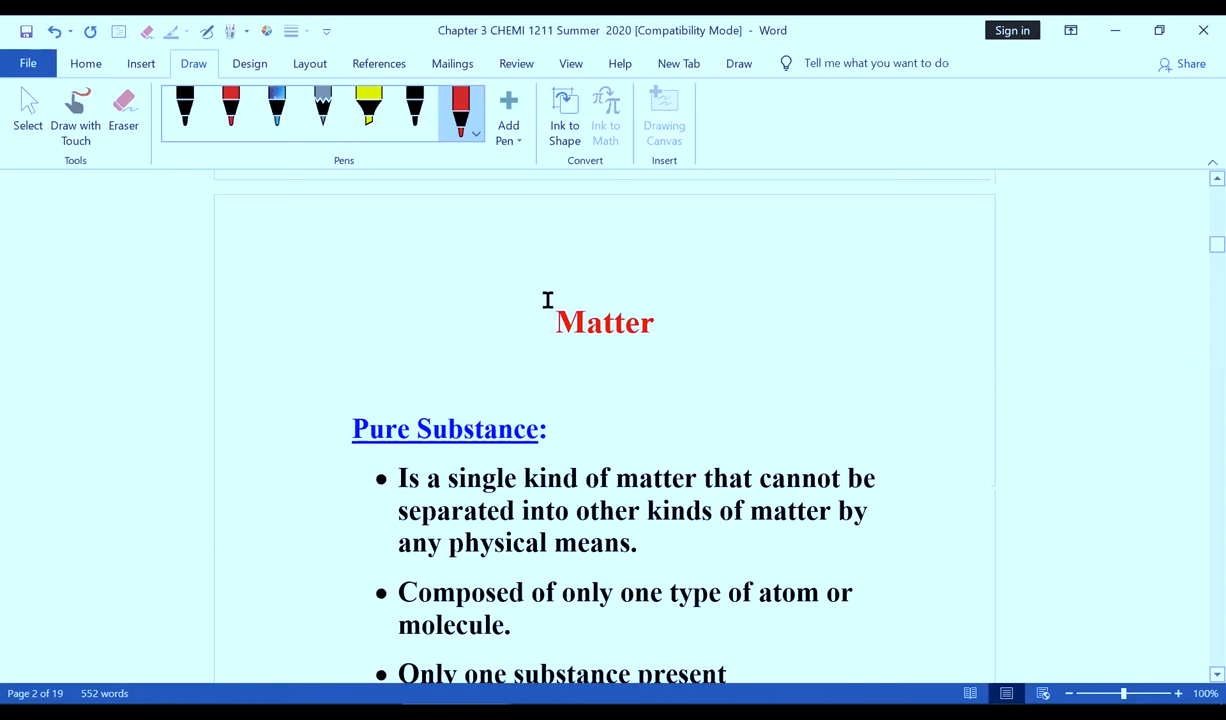 Chapter 3 CHEMI 1211 Summer 2020 [Compatibility Mode] - Word
Sign in
File Home Insert Draw Design Layout References Mailings Review View Help New Tab Draw Tell me what you want to do Share
Select Draw with Touch Eraser Add Pen Ink to Shape Ink to Math Drawing Canvas
Tools Pens Convert Insert
Matter
Pure Substance:
• Is a single kind of matter that cannot be
separated into other kinds of matter by
any physical means.
• Composed of only one type of atom or
molecule.
• Only one substance present
Page 2 of 19 552 words 100%